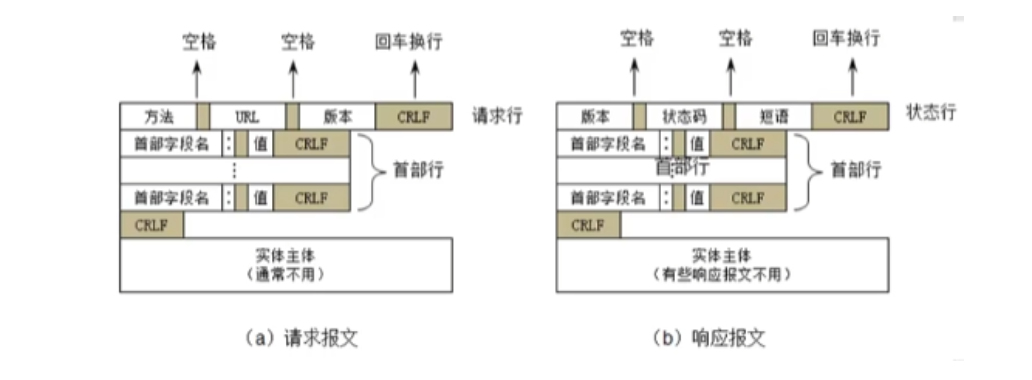 空格 空格 回车换行
方法 URL 版本 CRLF 请求行
首部字段名 : 值 CRLF
⋮
首部字段名 : 值 CRLF
首部行
CRLF
实体主体
(通常不用)
(a) 请求报文
空格 空格 回车换行
版本 状态码 短语 CRLF 状态行
首部字段名 : 值 CRLF
首部行
⋮
首部字段名 : 值 CRLF
首部行
CRLF
实体主体
(有些响应报文不用)
(b) 响应报文